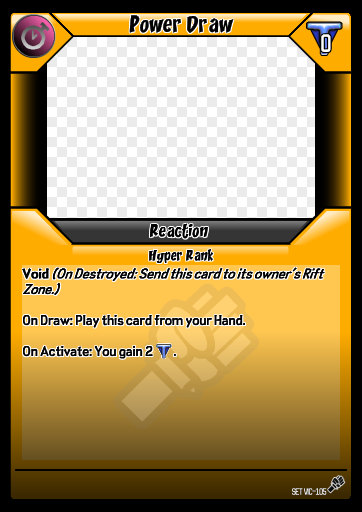 Power Draw
0
Reaction
Hyper Rank
Void (On Destroyed: Send this card to its owner's Rift
Zone.)
On Draw: Play this card from your Hand.
On Activate: You gain 2 .
SET VIC-105